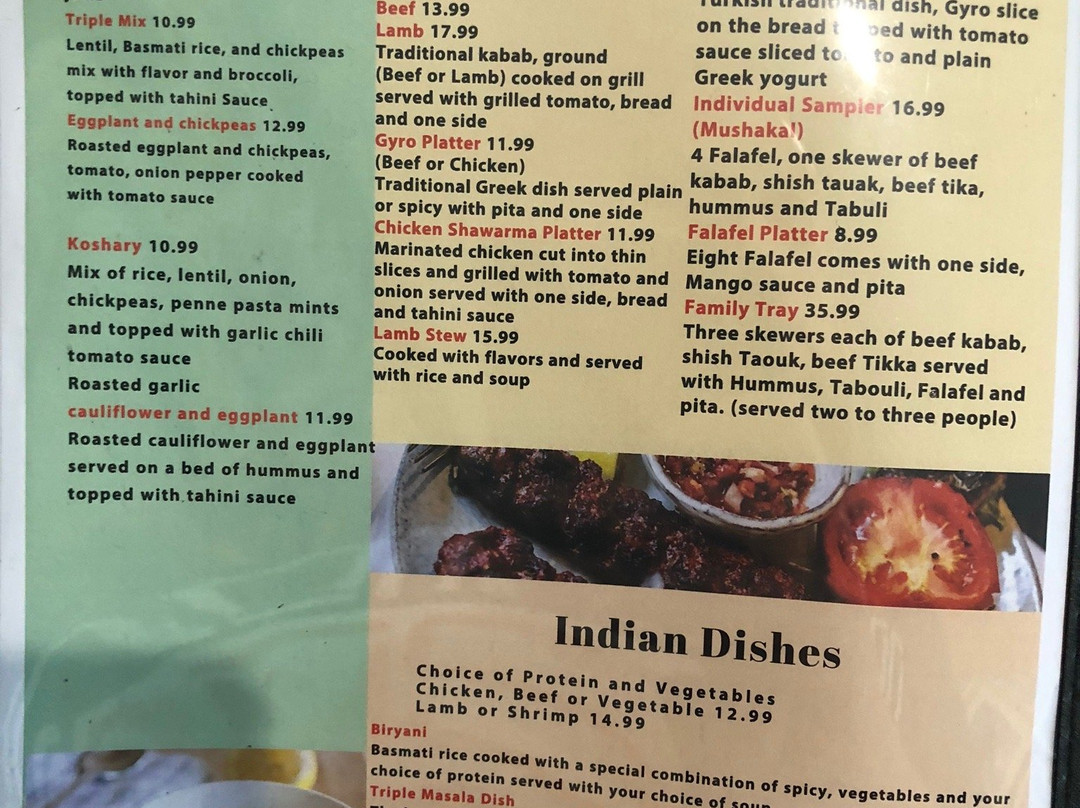 Triple Mix 10.99
Lentil, Basmati rice, and chickpeas
mix with flavor and broccoli,
topped with tahini Sauce
Eggplant and chickpeas 12.99
Roasted eggplant and chickpeas,
tomato, onion pepper cooked
with tomato sauce
Koshary 10.99
Mix of rice, lentil, onion,
chickpeas, penne pasta mints
and topped with garlic chili
tomato sauce
Roasted garlic
cauliflower and eggplant 11.99
Roasted cauliflower and eggplant
served on a bed of hummus and
topped with tahini sauce
Beef 13.99
Lamb 17.99
Traditional kabab, ground
(Beef or Lamb) cooked on grill
served with grilled tomato, bread
and one side
Gyro Platter 11.99
(Beef or Chicken)
Traditional Greek dish served plain
or spicy with pita and one side
Chicken Shawarma Platter 11.99
Marinated chicken cut into thin
slices and grilled with tomato and
onion served with one side, bread
and tahini sauce
Lamb Stew 15.99
Cooked with flavors and served
with rice and soup
Turkish traditional dish, Gyro slice
on the bread topped with tomato
sauce sliced tomato and plain
Greek yogurt
Individual Sampler 16.99
(Mushakal)
4 Falafel, one skewer of beef
kabab, shish tauak, beef tika,
hummus and Tabuli
Falafel Platter 8.99
Eight Falafel comes with one side,
Mango sauce and pita
Family Tray 35.99
Three skewers each of beef kabab,
shish Taouk, beef Tikka served
with Hummus, Tabouli, Falafel and
pita. (served two to three people)
Indian Dishes
Choice of Protein and Vegetables
Chicken, Beef or Vegetable 12.99
Lamb or Shrimp 14.99
Biryani
Basmati rice cooked with a special combination of spicy, vegetables and your
choice of protein served with your choice of soup
Triple Masala Dish